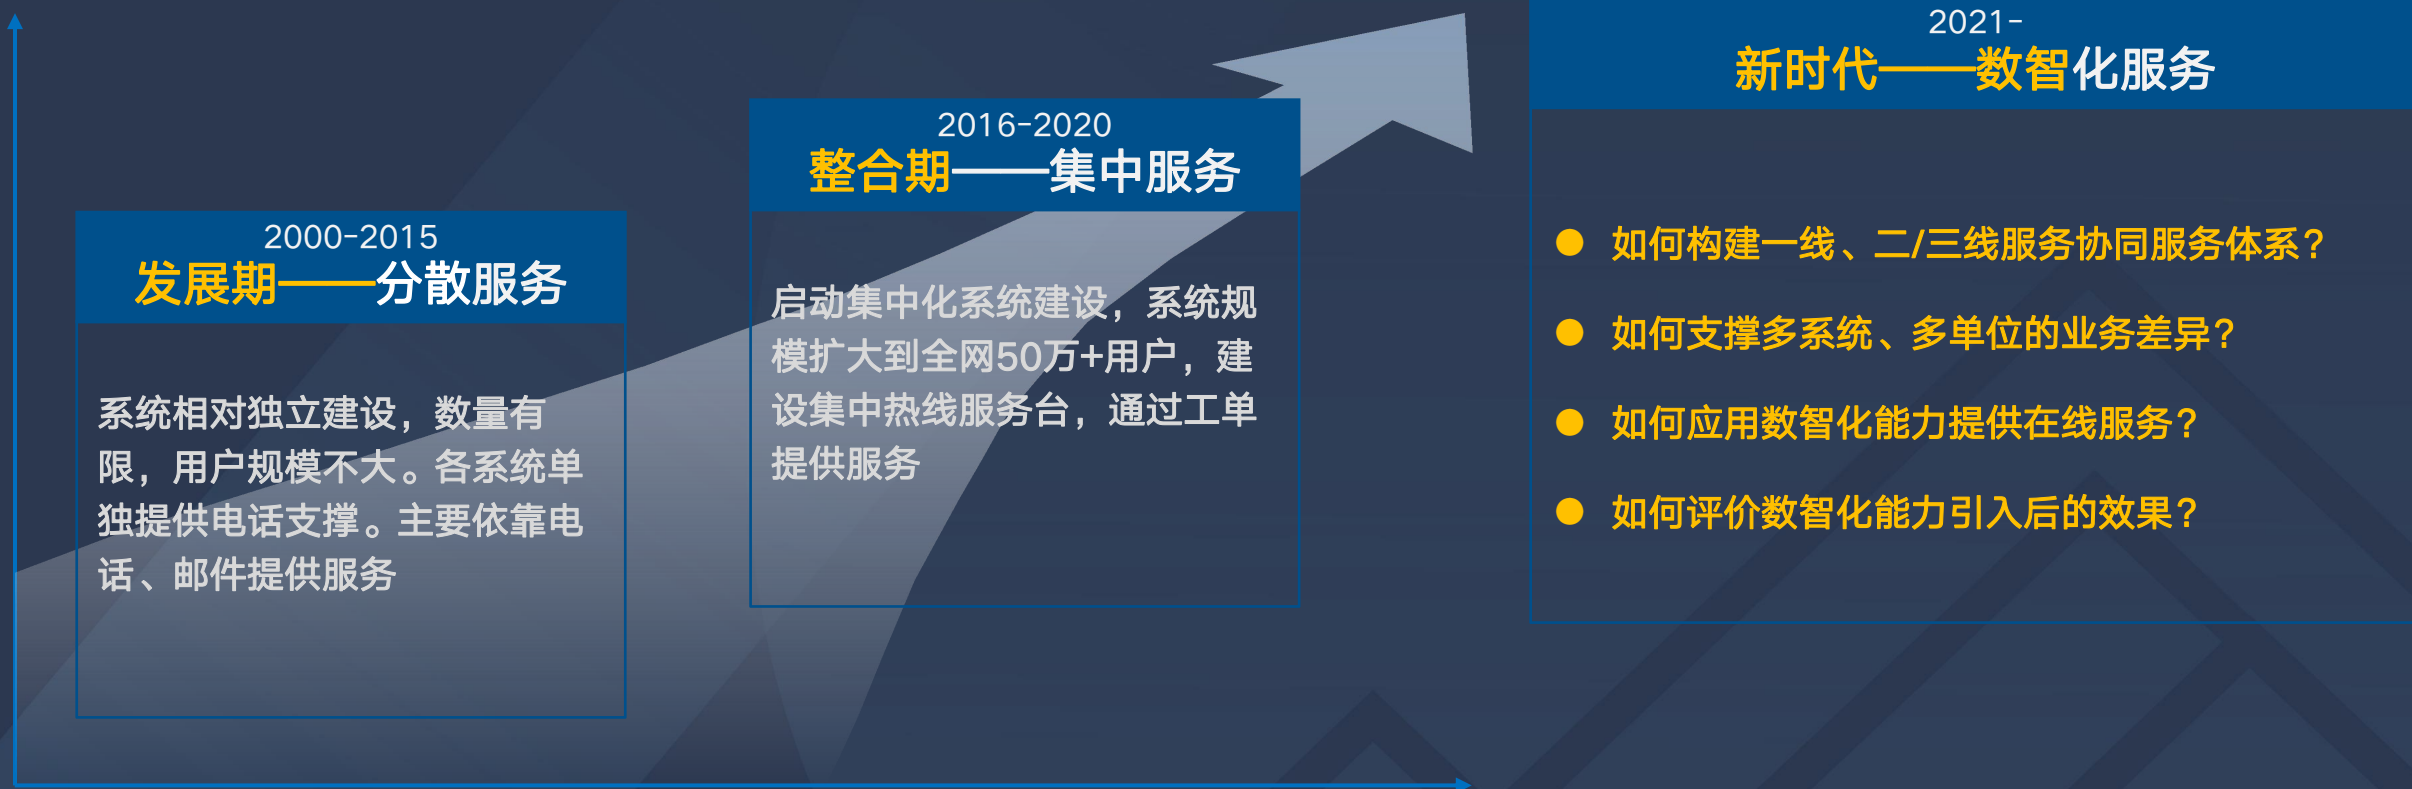 2000-2015
发展期——分散服务
系统相对独立建设，数量有
限，用户规模不大。各系统单
独提供电话支撑。主要依靠电
话、邮件提供服务
2016-2020
整合期——集中服务
启动集中化系统建设，系统规
模扩大到全网50万+用户，建
设集中热线服务台，通过工单
提供服务
2021-
新时代——数智化服务
● 如何构建一线、二/三线服务协同服务体系？
● 如何支撑多系统、多单位的业务差异？
● 如何应用数智化能力提供在线服务？
● 如何评价数智化能力引入后的效果？